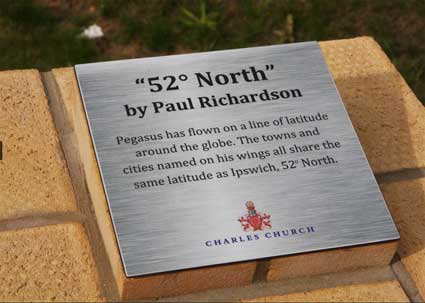 “52° North”
by Paul Richardson
Pegasus has flown on a line of latitude
around the globe. The towns and
cities named on his wings all share the
same latitude as Ipswich, 52° North.
CHARLES CHURCH